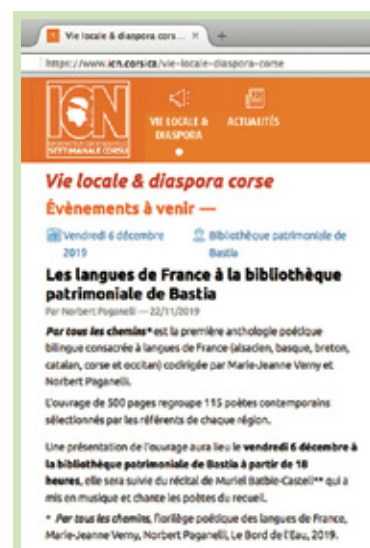 Vie locale & diaspora cors...
https://www.icn.corsica/vie-locale-diaspora-corse
ICN
SETTIMANALE CORSU
VIE LOCALE &
DIASPORA
ACTUALITÉS
Vie locale & diaspora corse
Évènements à venir —
Vendredi 6 décembre
2019
Bibliothèque patrimoniale de
Bastia
Les langues de France à la bibliothèque
patrimoniale de Bastia
Par Norbert Paganelli — 22/11/2019
Par tous les chemins* est la première anthologie poétique
bilingue consacrée à langues de France (alsacien, basque, breton,
catalan, corse et occitan) codirigée par Marie-Jeanne Verny et
Norbert Paganelli.
L'ouvrage de 500 pages regroupe 115 poètes contemporains
sélectionnés par les référents de chaque région.
Une présentation de l'ouvrage aura lieu le vendredi 6 décembre à
la bibliothèque patrimoniale de Bastia à partir de 18
heures, elle sera suivie du récital de Muriel Batbie-Castell** qui a
mis en musique et chante les poètes du recueil.
* Par tous les chemins, florilège poétique des langues de France,
Marie-Jeanne Verny, Norbert Paganelli, Le Bord de l'Eau, 2019.